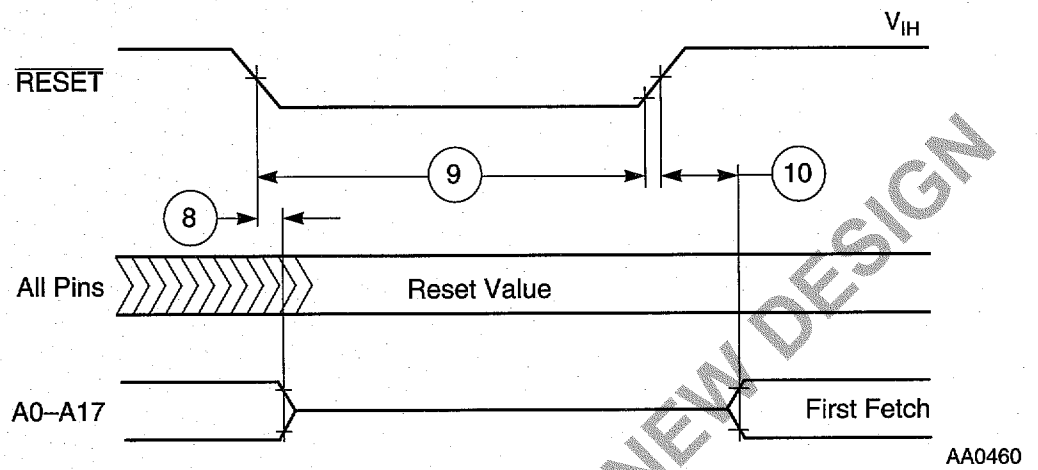 V_IH
RESET
9
10
8
All Pins
Reset Value
A0–A17
First Fetch
NEW DESIGN
AA0460